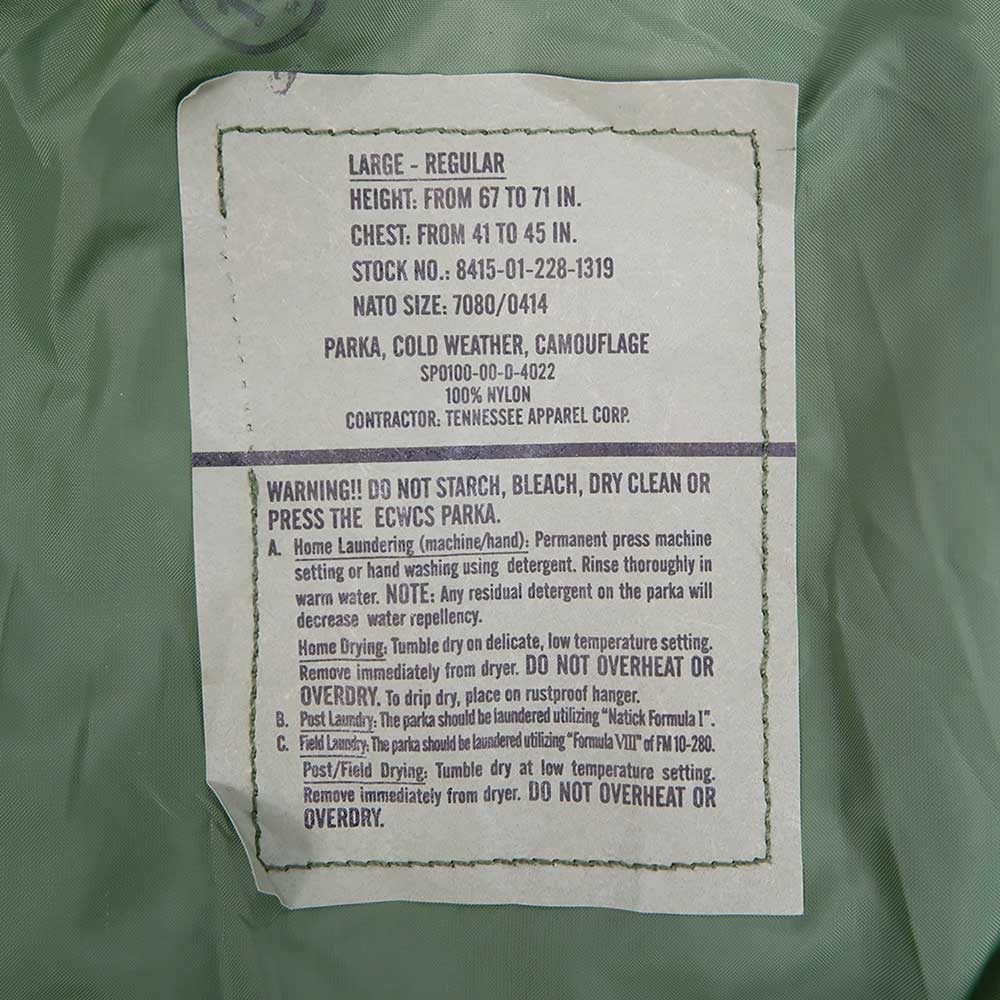 LARGE - REGULAR
HEIGHT: FROM 67 TO 71 IN.
CHEST: FROM 41 TO 45 IN.
STOCK NO.: 8415-01-228-1319
NATO SIZE: 7080/0414
PARKA, COLD WEATHER, CAMOUFLAGE
SP0100-00-D-4022
100% NYLON
CONTRACTOR: TENNESSEE APPAREL CORP.
WARNING!! DO NOT STARCH, BLEACH, DRY CLEAN OR
PRESS THE ECWCS PARKA.
A. Home Laundering (machine/hand): Permanent press machine
setting or hand washing using detergent. Rinse thoroughly in
warm water. NOTE: Any residual detergent on the parka will
decrease water repellency.
Home Drying: Tumble dry on delicate, low temperature setting.
Remove immediately from dryer. DO NOT OVERHEAT OR
OVERDRY. To drip dry, place on rustproof hanger.
B. Post Laundry: The parka should be laundered utilizing "Natick Formula I".
C. Field Laundry: The parka should be laundered utilizing "Formula VIII" of FM 10-280.
Post/Field Drying: Tumble dry at low temperature setting.
Remove immediately from dryer. DO NOT OVERHEAT OR
OVERDRY.